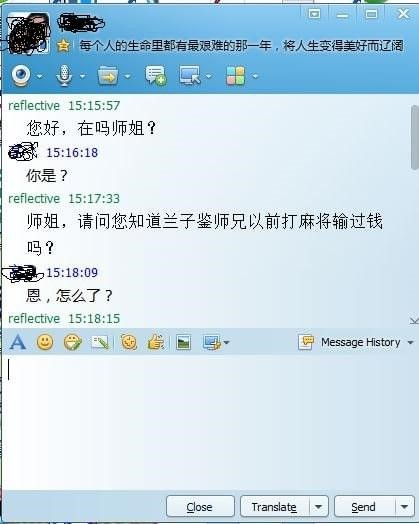 每个人的生命里都有最艰难的那一年，将人生变得美好而辽阔
reflective 15:15:57
您好，在吗师姐？
15:16:18
你是？
reflective 15:17:33
师姐，请问您知道兰子鉴师兄以前打麻将输过钱
吗？
15:18:09
恩，怎么了？
reflective 15:18:15
A
Message History
Close Translate Send